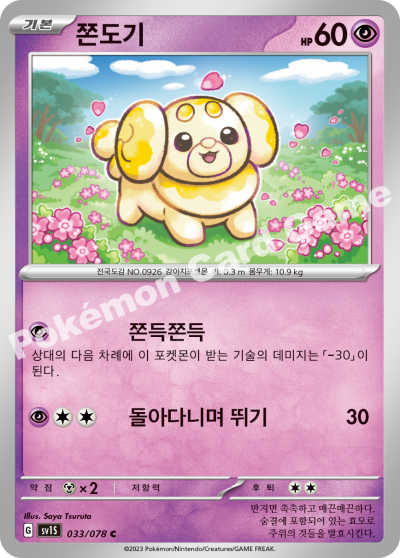 기본 쫀도기 HP 60
전국도감 NO.0926 강아지포켓몬 키: 0.3 m 몸무게: 10.9 kg
쫀득쫀득
상대의 다음 차례에 이 포켓몬이 받는 기술의 데미지는 「-30」이
된다.
돌아다니며 뛰기 30
약점 ×2 저항력 후퇴
Illus. Saya Tsuruta
만지면 촉촉하고 매끈매끈하다.
숨결에 포함되어 있는 효모로
주위의 것들을 발효시킨다.
G sv1S 033/078 C
©2023 Pokémon/Nintendo/Creatures/GAME FREAK.
Pokémon Card Game